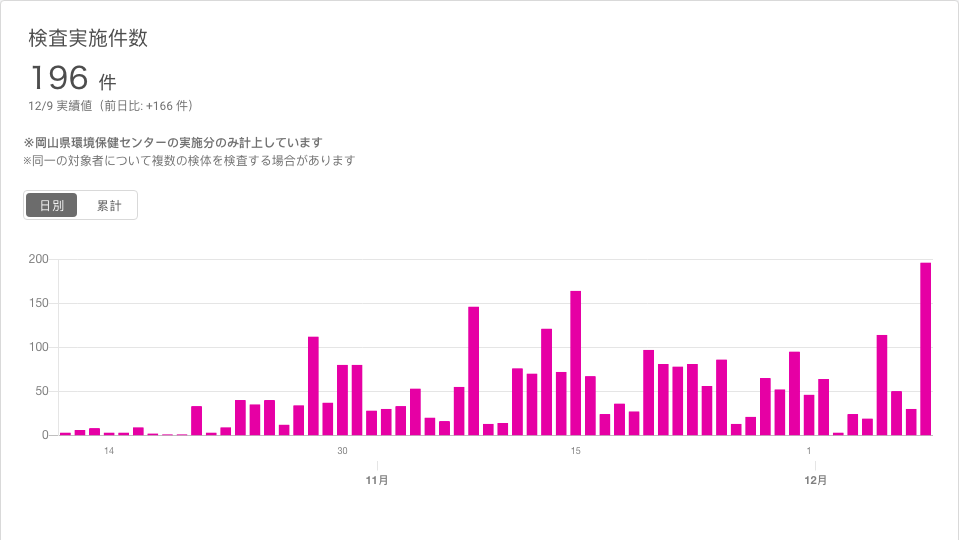 検査実施件数
196 件
12/9 実績値（前日比: +166 件）
※岡山県環境保健センターの実施分のみ計上しています
※同一の対象者について複数の検体を検査する場合があります
日別 累計
200
150
100
50
0
14 30 15 1
11月 12月